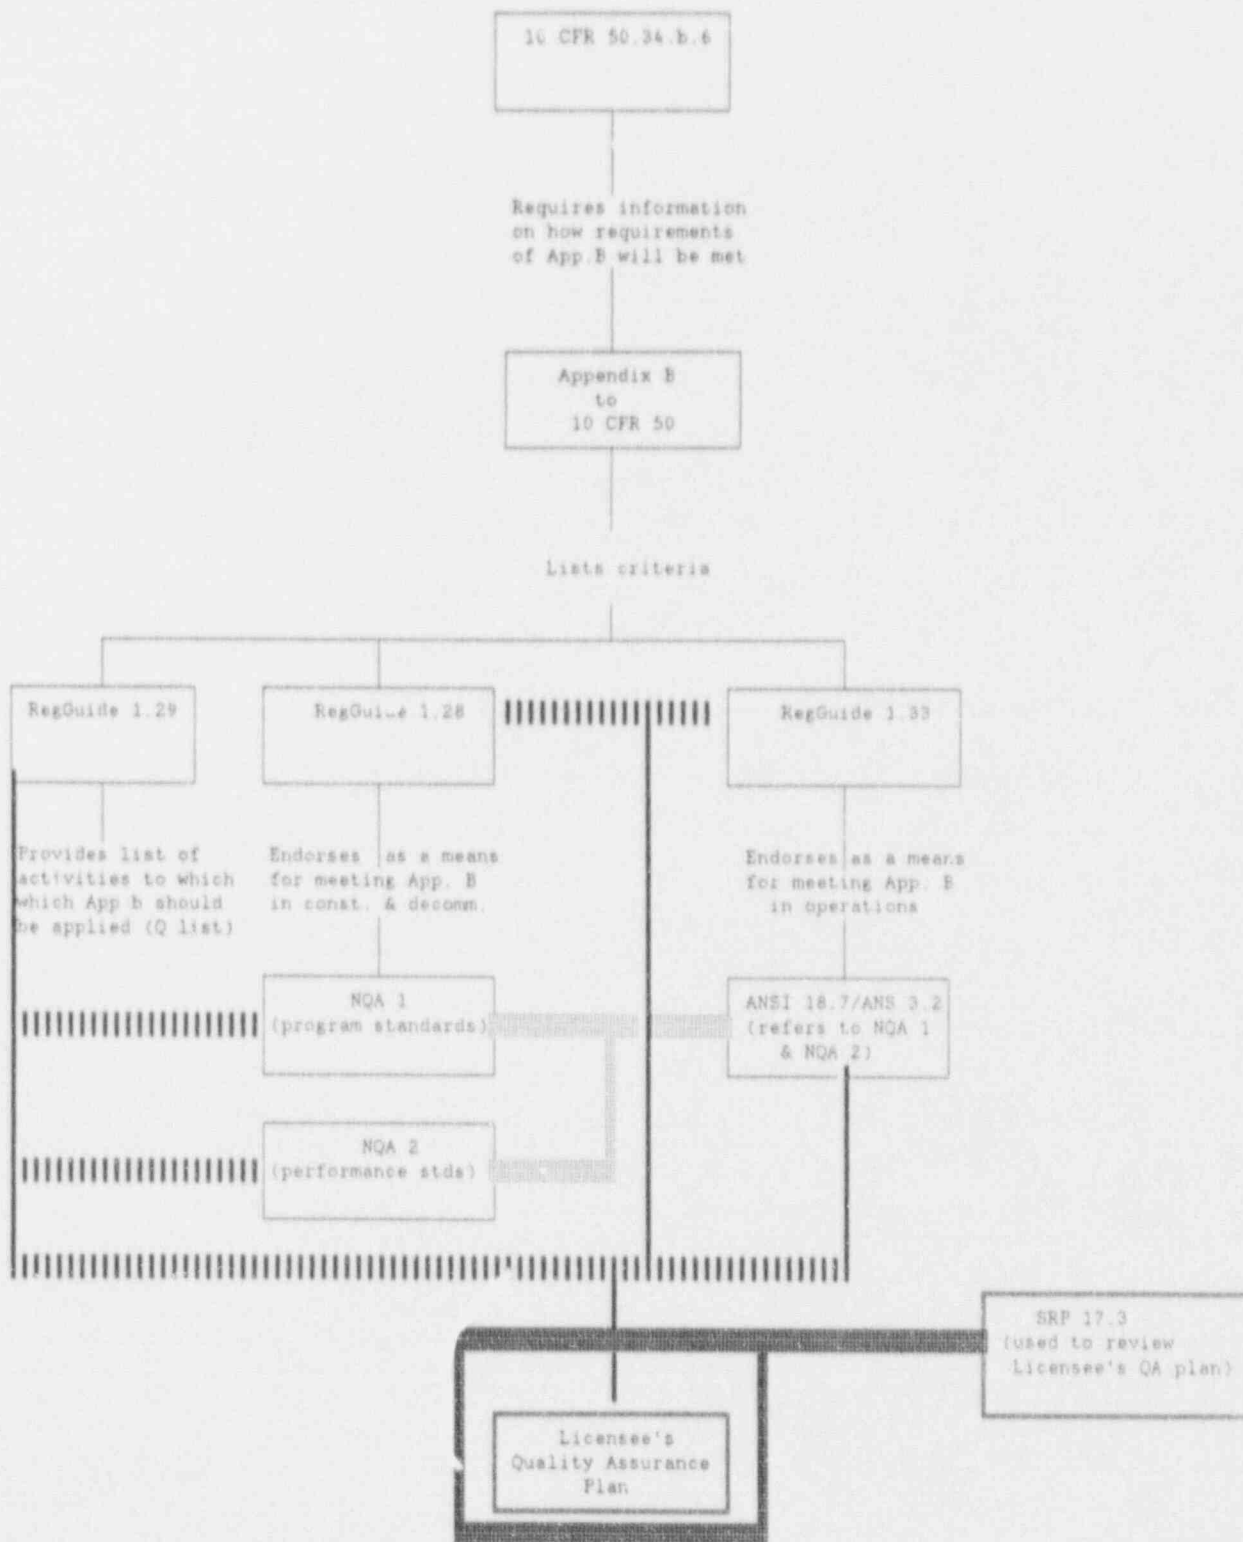 10 CFR 50.34.b.6
Requires information
on how requirements
of App.B will be met
Appendix B
to
10 CFR 50
Lists criteria
RegGuide 1.29
RegGuide 1.28
RegGuide 1.33
Provides list of
activities to which
which App b should
be applied (Q list)
Endorses as a means
for meeting App. B
in const. & decomm.
Endorses as a means
for meeting App. B
in operations
NQA 1
(program standards)
ANSI 18.7/ANS 3.2
(refers to NQA 1
& NQA 2)
NQA 2
(performance stds)
SRP 17.3
(used to review
Licensee's QA plan)
Licensee's
Quality Assurance
Plan